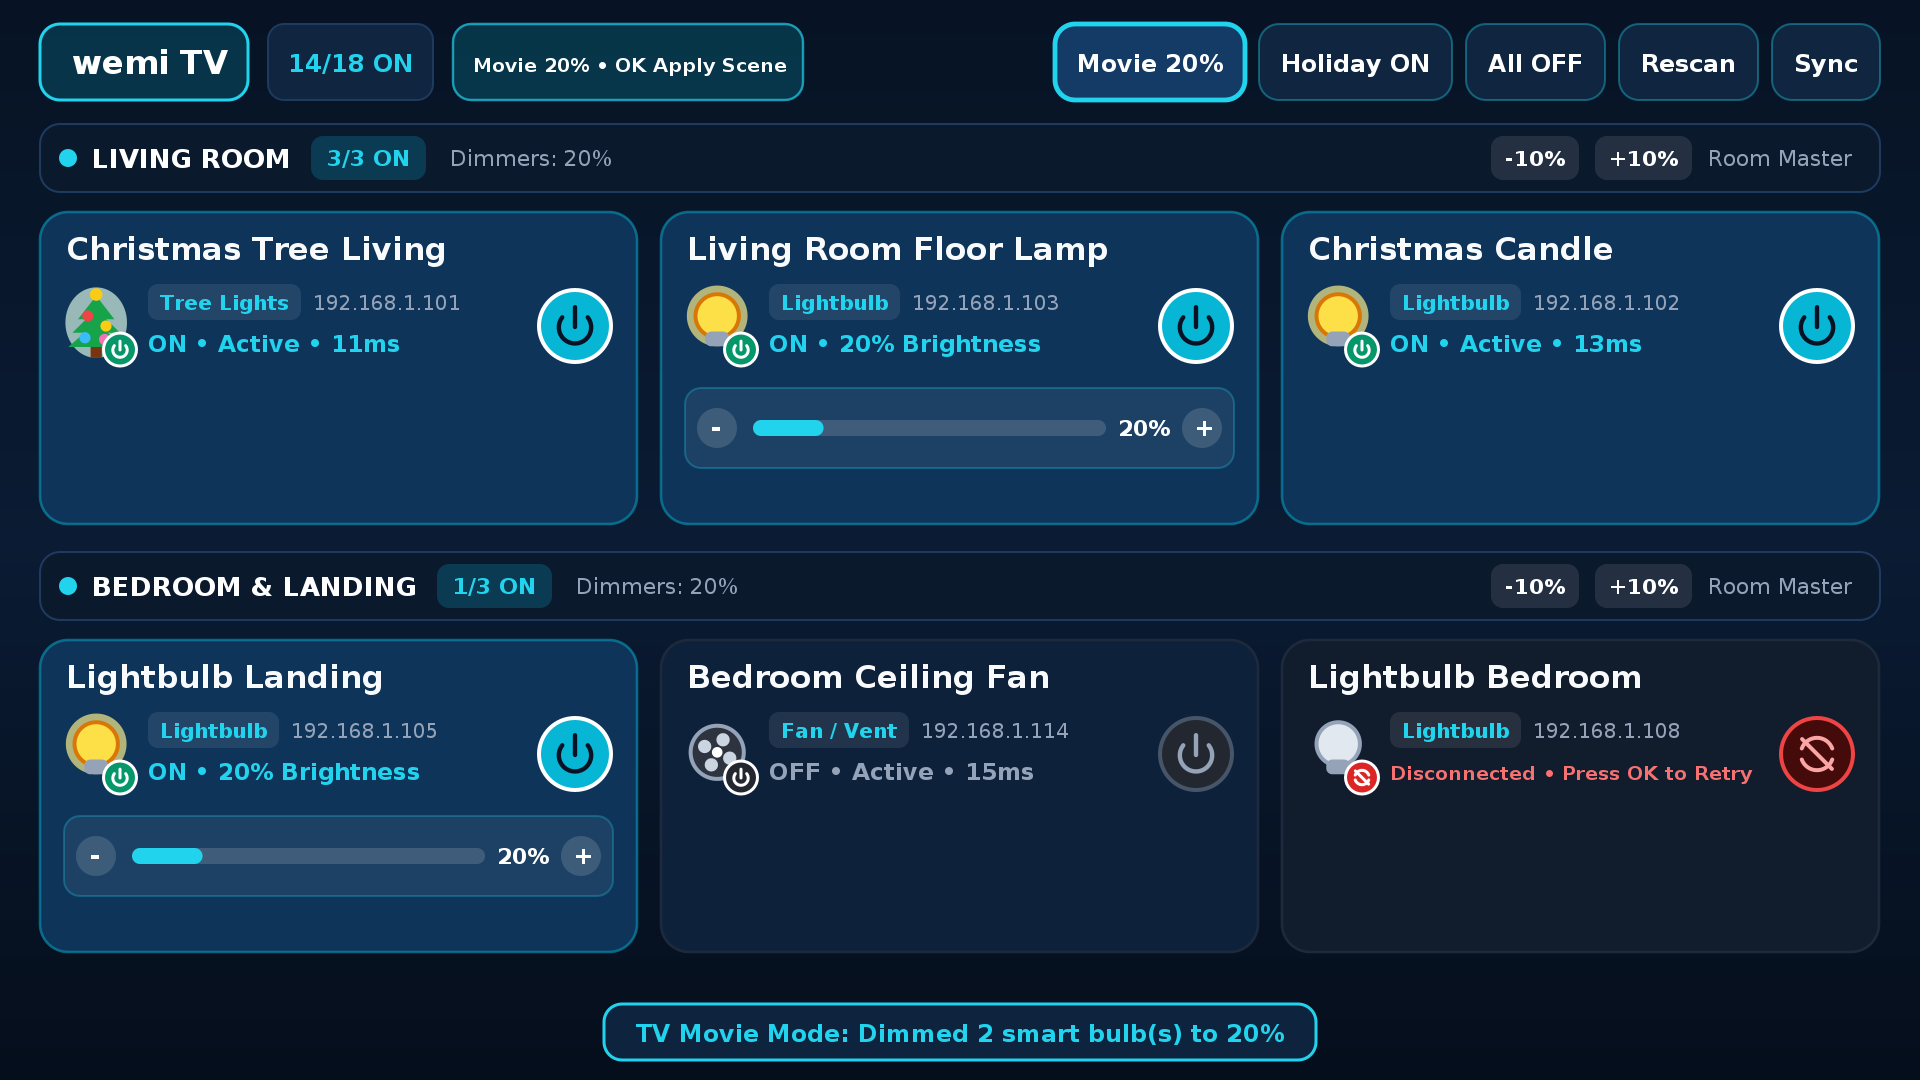 wemi TV
14/18 ON
Movie 20% • OK Apply Scene
Movie 20%
Holiday ON
All OFF
Rescan
Sync
LIVING ROOM
3/3 ON
Dimmers: 20%
-10%
+10%
Room Master
Christmas Tree Living
Tree Lights
192.168.1.101
ON • Active • 11ms
Living Room Floor Lamp
Lightbulb
192.168.1.103
ON • 20% Brightness
-
20%
+
Christmas Candle
Lightbulb
192.168.1.102
ON • Active • 13ms
BEDROOM & LANDING
1/3 ON
Dimmers: 20%
-10%
+10%
Room Master
Lightbulb Landing
Lightbulb
192.168.1.105
ON • 20% Brightness
-
20%
+
Bedroom Ceiling Fan
Fan / Vent
192.168.1.114
OFF • Active • 15ms
Lightbulb Bedroom
Lightbulb
192.168.1.108
Disconnected • Press OK to Retry
TV Movie Mode: Dimmed 2 smart bulb(s) to 20%